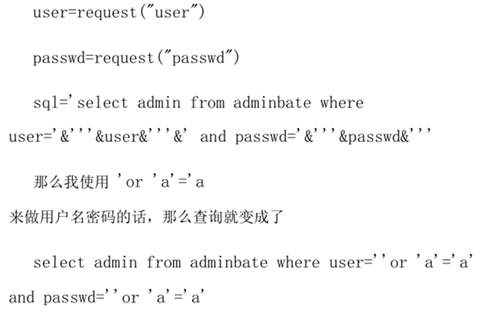 user=request("user")
passwd=request("passwd")
sql='select admin from adminbate where
user='&'''&user&'''&' and passwd='&'''&passwd&'''
那么我使用 'or 'a'='a
来做用户名密码的话，那么查询就变成了
select admin from adminbate where user=''or 'a'='a'
and passwd=''or 'a'='a'